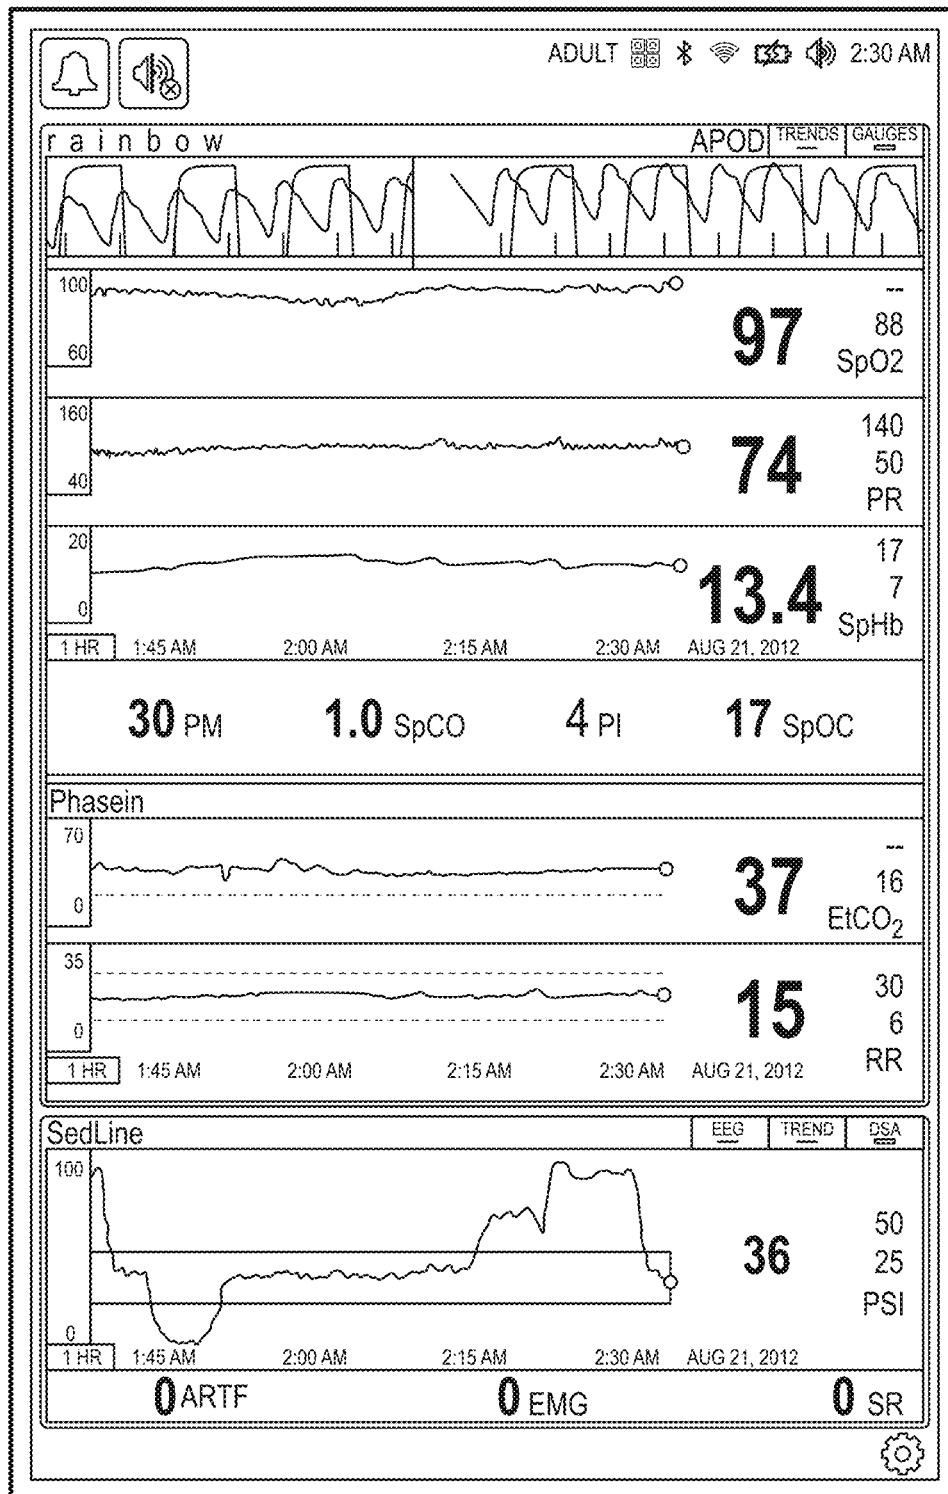 ADULT 2:30 AM
rainbow APOD TRENDS GAUGES
100
60
97
--
88
SpO2
160
40
74
140
50
PR
20
0
13.4
17
7
SpHb
1 HR 1:45 AM 2:00 AM 2:15 AM 2:30 AM AUG 21, 2012
30 PM 1.0 SpCO 4 PI 17 SpOC
Phasein
70
0
37
--
16
EtCO2
35
0
15
30
6
RR
1 HR 1:45 AM 2:00 AM 2:15 AM 2:30 AM AUG 21, 2012
SedLine EEG TREND DSA
100
0
36
50
25
PSI
1 HR 1:45 AM 2:00 AM 2:15 AM 2:30 AM AUG 21, 2012
0 ARTF 0 EMG 0 SR